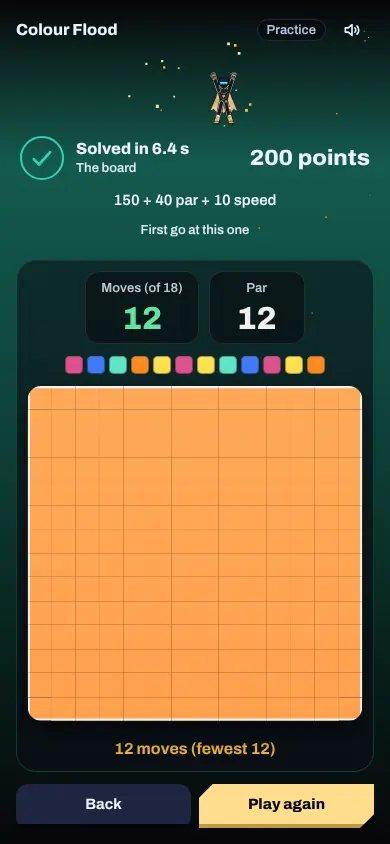 Colour Flood
Practice
Solved in 6.4 s
The board
200 points
150 + 40 par + 10 speed
First go at this one
Moves (of 18)
12
Par
12
12 moves (fewest 12)
Back
Play again